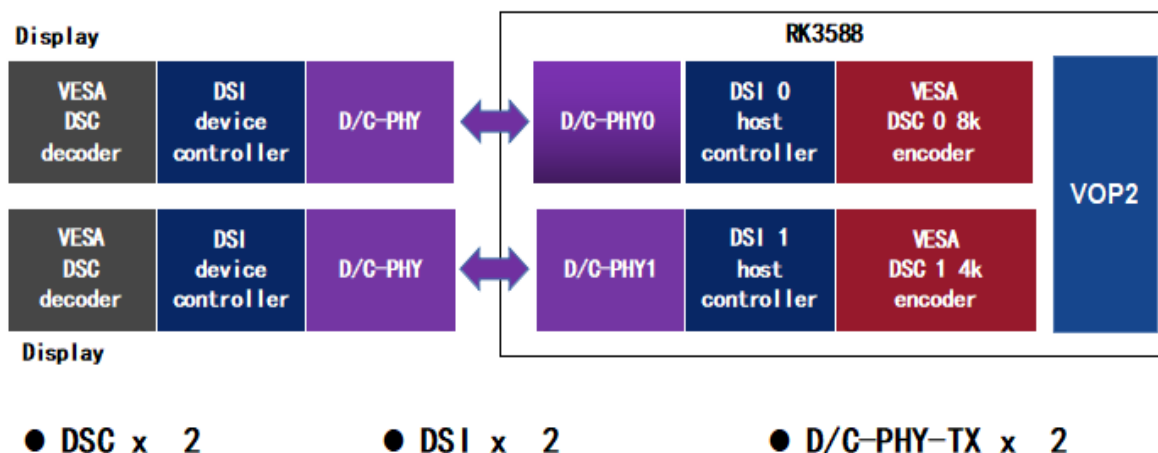 Display
RK3588
VESA
DSC
decoder
DSI
device
controller
D/C-PHY
D/C-PHY0
DSI 0
host
controller
VESA
DSC 0 8k
encoder
VOP2
VESA
DSC
decoder
DSI
device
controller
D/C-PHY
D/C-PHY1
DSI 1
host
controller
VESA
DSC 1 4k
encoder
Display
● DSC x 2
● DSI x 2
● D/C-PHY-TX x 2